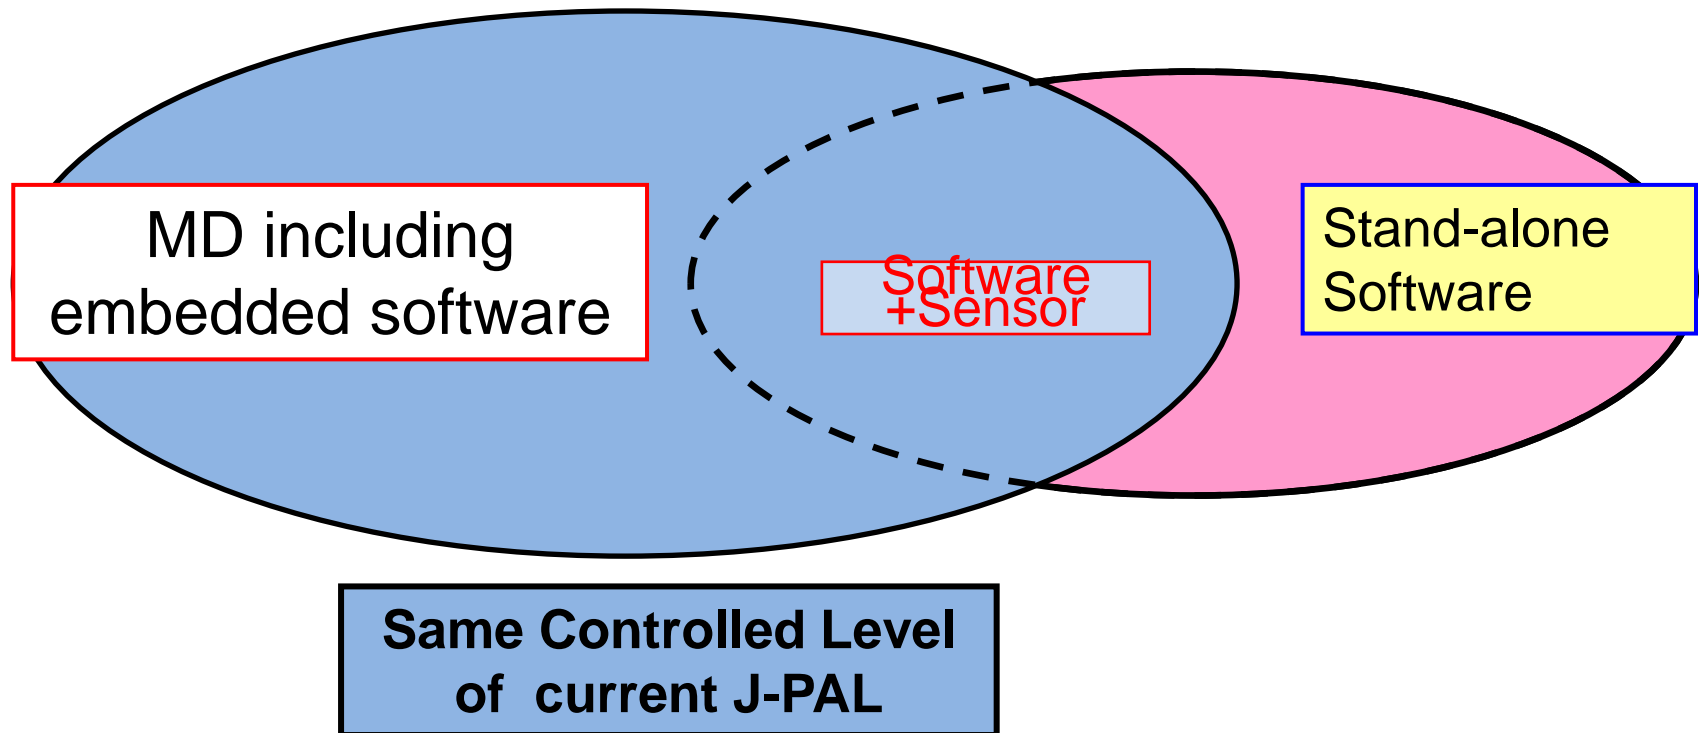 MD including
embedded software
Software
+Sensor
Stand-alone
Software
Same Controlled Level
of current J-PAL